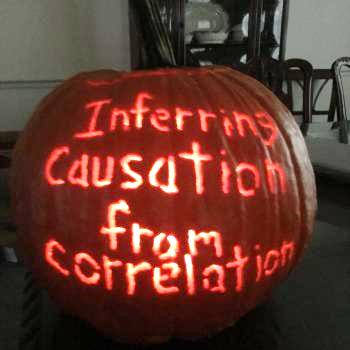 Inferring
Causation
from
correlation